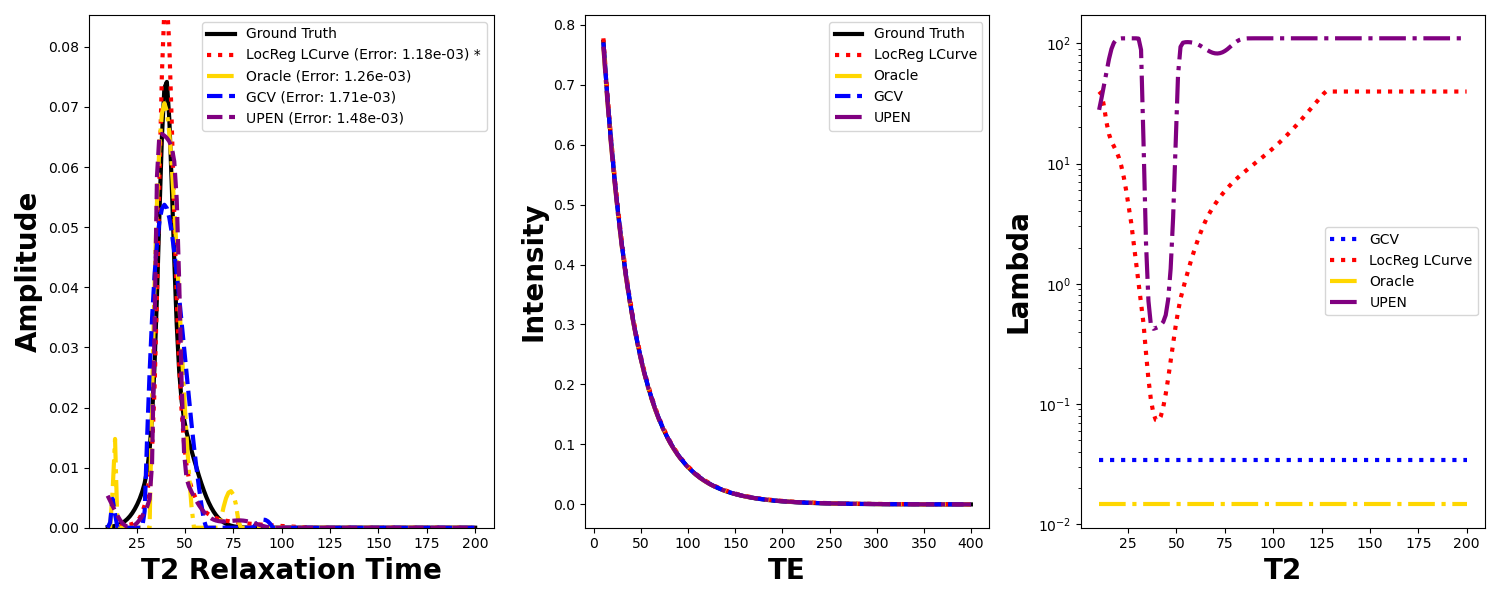 Amplitude
0.08
0.07
0.06
0.05
0.04
0.03
0.02
0.01
0.00
Ground Truth
LocReg LCurve (Error: 1.18e-03) *
Oracle (Error: 1.26e-03)
GCV (Error: 1.71e-03)
UPEN (Error: 1.48e-03)
25 50 75 100 125 150 175 200
T2 Relaxation Time
Intensity
0.8
0.7
0.6
0.5
0.4
0.3
0.2
0.1
0.0
Ground Truth
LocReg LCurve
Oracle
GCV
UPEN
0 50 100 150 200 250 300 350 400
TE
Lambda
10²
10¹
10⁰
10⁻¹
10⁻²
GCV
LocReg LCurve
Oracle
UPEN
25 50 75 100 125 150 175 200
T2